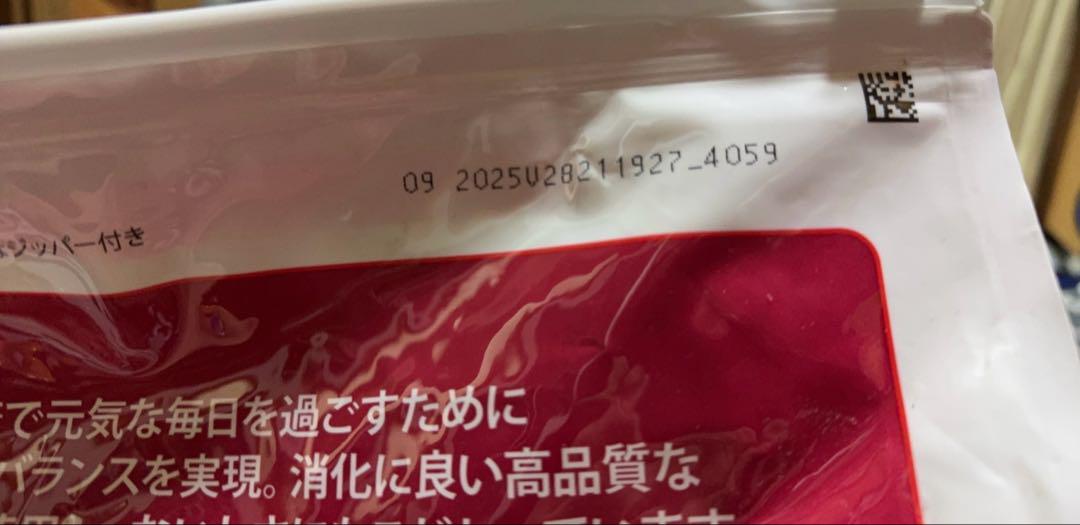 09 2025V28211927_4059
ジッパー付き
で元気な毎日を過ごすために
バランスを実現。消化に良い高品質な